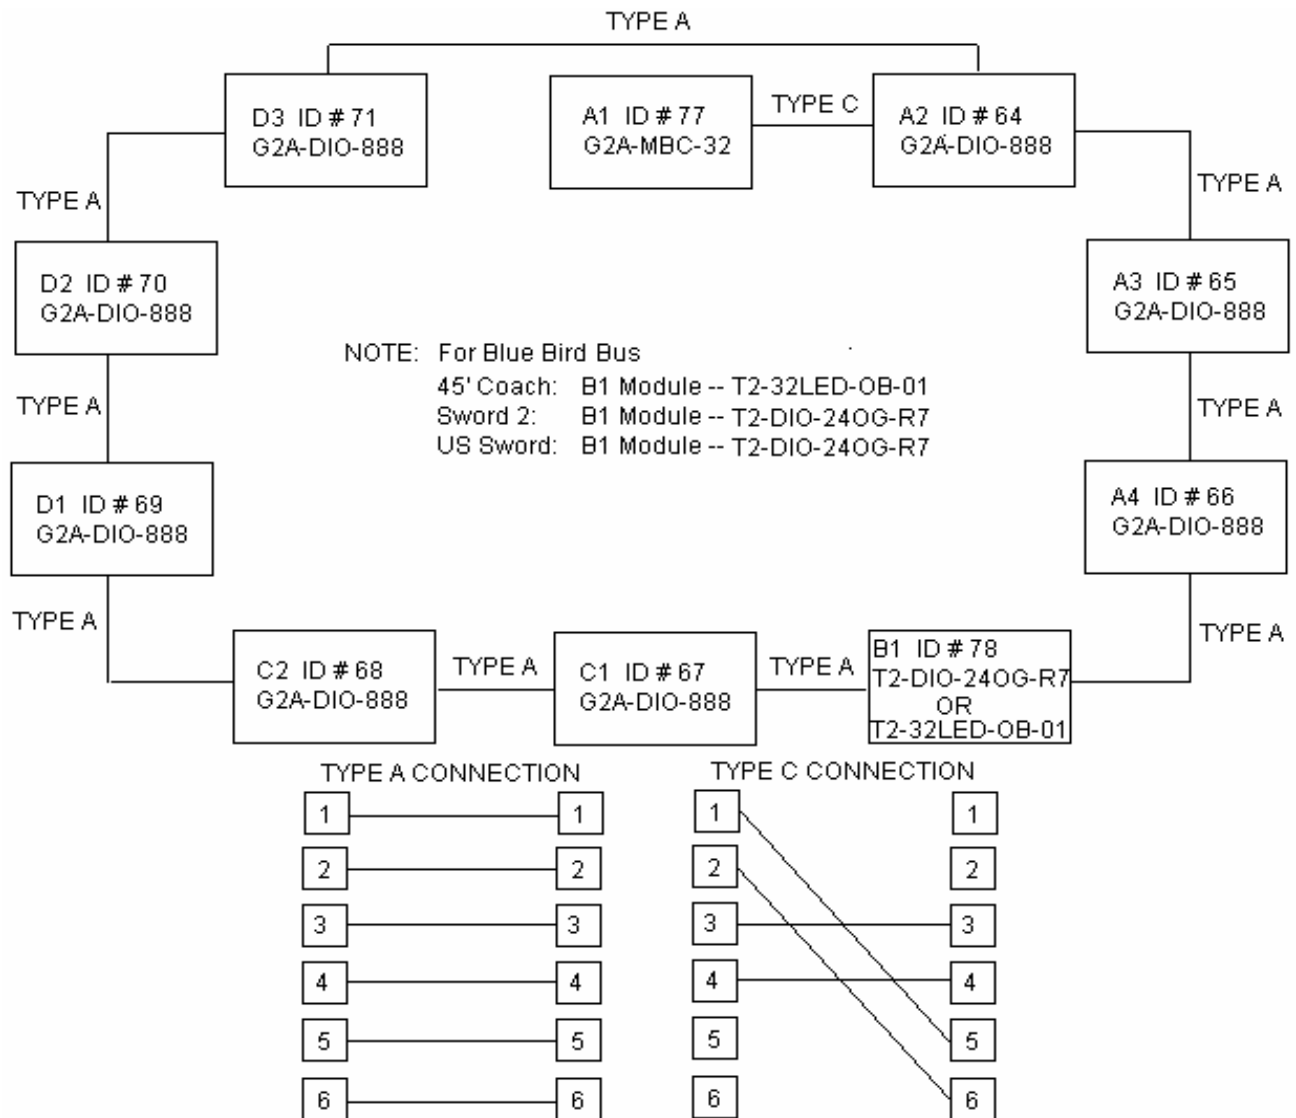 TYPE A
D3 ID # 71
G2A-DIO-888
A1 ID # 77
G2A-MBC-32
TYPE C
A2 ID # 64
G2A-DIO-888
TYPE A
TYPE A
D2 ID # 70
G2A-DIO-888
A3 ID # 65
G2A-DIO-888
NOTE: For Blue Bird Bus
45' Coach: B1 Module -- T2-32LED-OB-01
Sword 2: B1 Module -- T2-DIO-24OG-R7
US Sword: B1 Module -- T2-DIO-24OG-R7
TYPE A
TYPE A
D1 ID # 69
G2A-DIO-888
A4 ID # 66
G2A-DIO-888
TYPE A
TYPE A
C2 ID # 68
G2A-DIO-888
TYPE A
C1 ID # 67
G2A-DIO-888
TYPE A
B1 ID # 78
T2-DIO-24OG-R7
OR
T2-32LED-OB-01
TYPE A CONNECTION
1 1
2 2
3 3
4 4
5 5
6 6
TYPE C CONNECTION
1 1
2 2
3 3
4 4
5 5
6 6